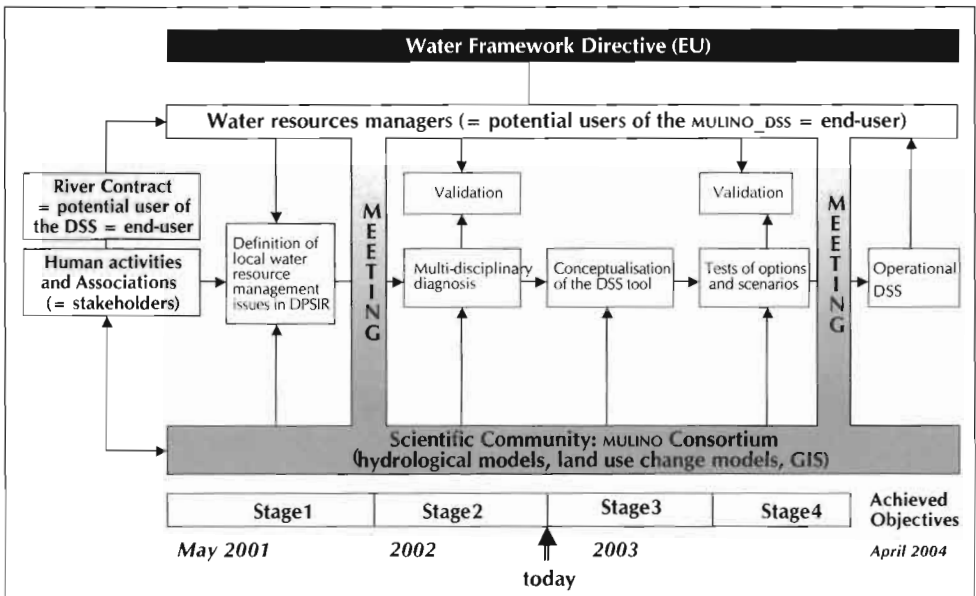 Water Framework Directive (EU)
Water resources managers (= potential users of the MULINO_DSS = end-user)
River Contract
= potential user of
the DSS = end-user
Human activities
and Associations
(= stakeholders)
Definition of
local water
resource
management
issues in DPSIR
MEETING
Validation
Multi-disciplinary
diagnosis
Conceptualisation
of the DSS tool
Validation
Tests of options
and scenarios
MEETING
Operational
DSS
Scientific Community: MULINO Consortium
(hydrological models, land use change models, GIS)
Stage1
Stage2
Stage3
Stage4
Achieved
Objectives
May 2001
2002
2003
April 2004
today